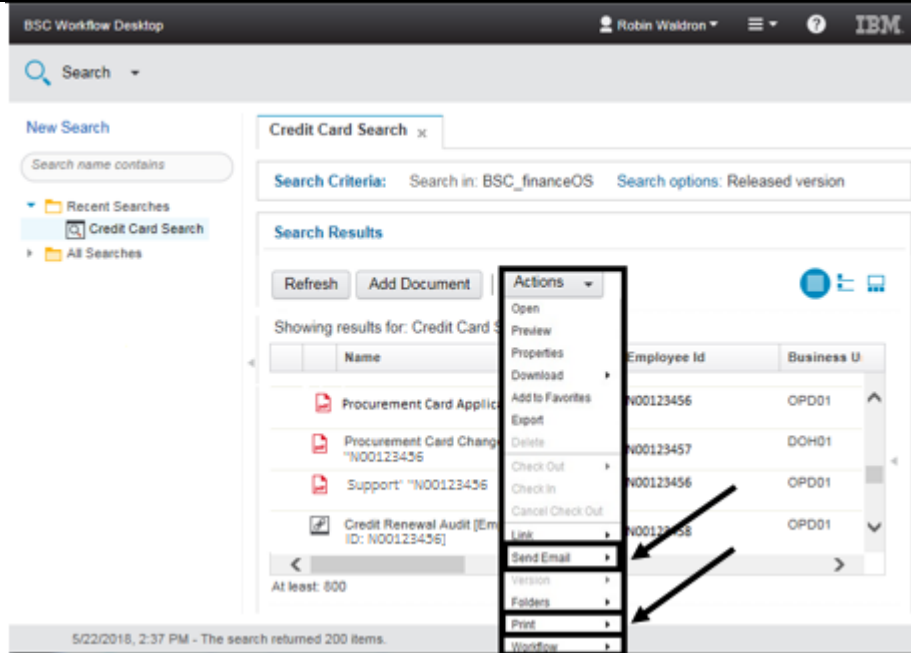 BSC Workflow Desktop
Robin Waldron
?
IBM
Search
New Search
Search name contains
Recent Searches
Credit Card Search
All Searches
Credit Card Search x
Search Criteria: Search in: BSC_financeOS Search options: Released version
Search Results
Refresh
Add Document
Actions
Open
Preview
Properties
Download
Add to Favorites
Export
Delete
Check Out
Check In
Cancel Check Out
Link
Send Email
Version
Folders
Print
Workflow
Showing results for: Credit Card S
Name
Employee Id
Business U
Procurement Card Applic
N00123456
OPD01
Procurement Card Chang
"N00123456
N00123457
DOH01
Support' "N00123456
N00123456
OPD01
Credit Renewal Audit [Em
ID: N00123456]
OPD01
At least: 800
5/22/2018, 2:37 PM - The search returned 200 items.